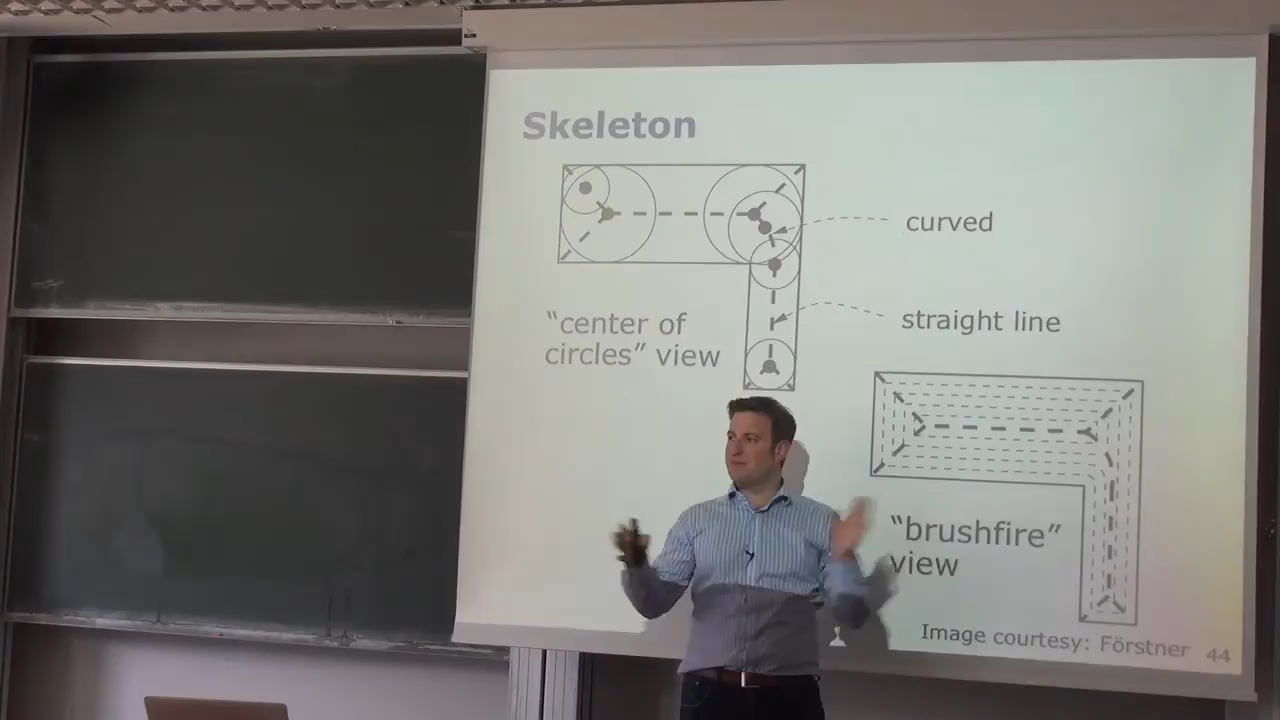 Skeleton
curved
straight line
“center of
circles” view
“brushfire”
view
Image courtesy: Förstner 44